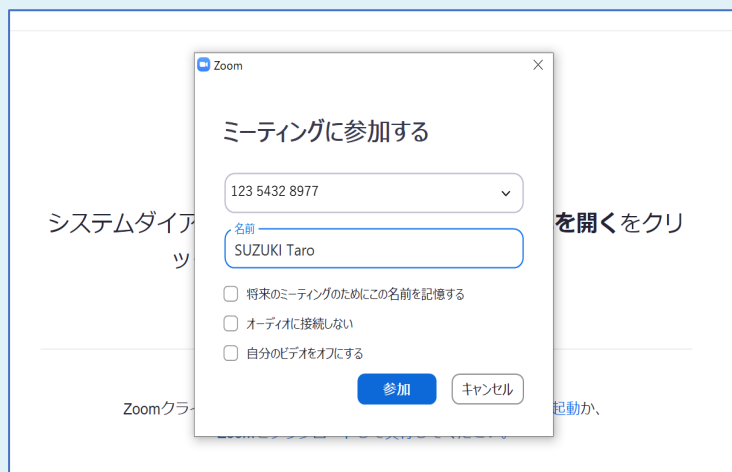 Zoom
ミーティングに参加する
123 5432 8977
システムダイア
を開くをクリ
ッ
名前
SUZUKI Taro
将来のミーティングのためにこの名前を記憶する
オーディオに接続しない
自分のビデオをオフにする
参加 キャンセル
Zoomクラ
起動か、